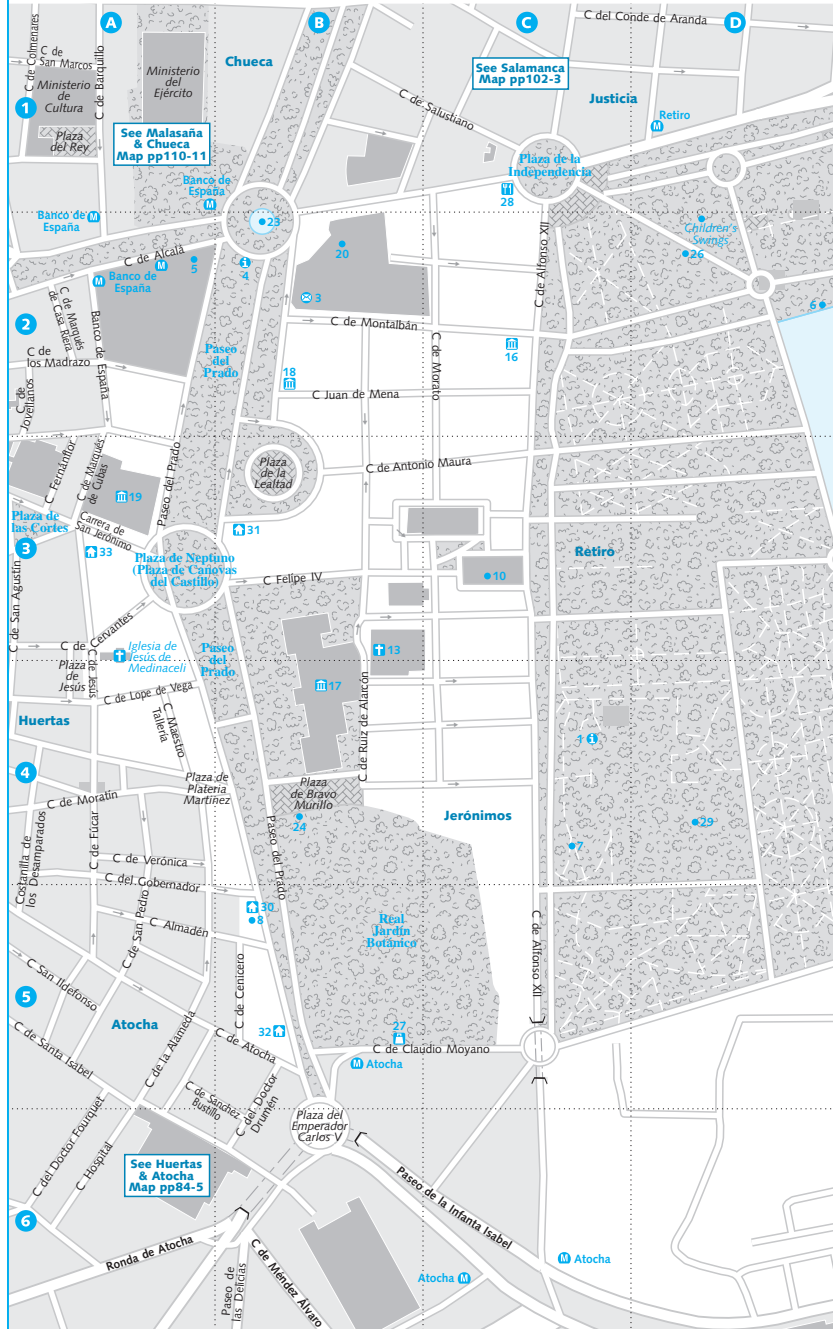 A
B
C
D
C de Colmenares
C de
San Marcos
Ministerio
de
Cultura
Plaza
del Rey
C de Barquillo
Ministerio
del
Ejército
Chueca
See Malasaña
& Chueca
Map pp110-11
See Salamanca
Map pp102-3
C del Conde de Aranda
C de Salustiano
Justicia
Retiro
Plaza de la
Independencia
28
1
Banco de
España
Banco de
España
23
C de Alcalá
Banco de
España
5
4
20
3
C de Alfonso XII
Children's
Swings
26
6
2
C de Marqués
de Casa Riera
Banco de España
C de
los Madrazo
C de
Jovellanos
Paseo
del
Prado
C de Montalbán
C de Morato
16
18
C Juan de Mena
C Fernánflor
C de Marqués
de Cubas
19
Paseo del Prado
Plaza
de la
Lealtad
C de Antonio Maura
Plaza de
las Cortes
Carrera de
San Jerónimo
33
31
3
Plaza de Neptuno
(Plaza de Cánovas
del Castillo)
C Felipe IV
10
Retiro
C de San Agustín
C de Cervantes
Plaza
de
Jesús
C de Jesús
Iglesia de
Jesús de
Medinaceli
Paseo
del
Prado
13
17
C de Ruiz de Alarcón
C de Lope de Vega
C Maestro
Tallería
Huertas
1
4
Plaza de
Platería
Martínez
Plaza
de Bravo
Murillo
24
Jerónimos
29
7
C de Moratín
Costanilla de
los Desamparados
C de Fúcar
C de Verónica
C del Gobernador
Paseo del Prado
30
8
Real
Jardín
Botánico
C de San Pedro
C Almadén
C de Alfonso XII
C San Ildefonso
5
Atocha
C de Cenicero
32
27
C de Claudio Moyano
Atocha
C de Atocha
C de Santa Isabel
C de la Alameda
C de Sanchez
Bustillo
C del Doctor
Drumén
Plaza del
Emperador
Carlos V
C del Doctor Fourquet
C Hospital
See Huertas
& Atocha
Map pp84-5
Paseo de la Infanta Isabel
6
Ronda de Atocha
Paseo de
las Delicias
C de Méndez Álvaro
Atocha
Atocha